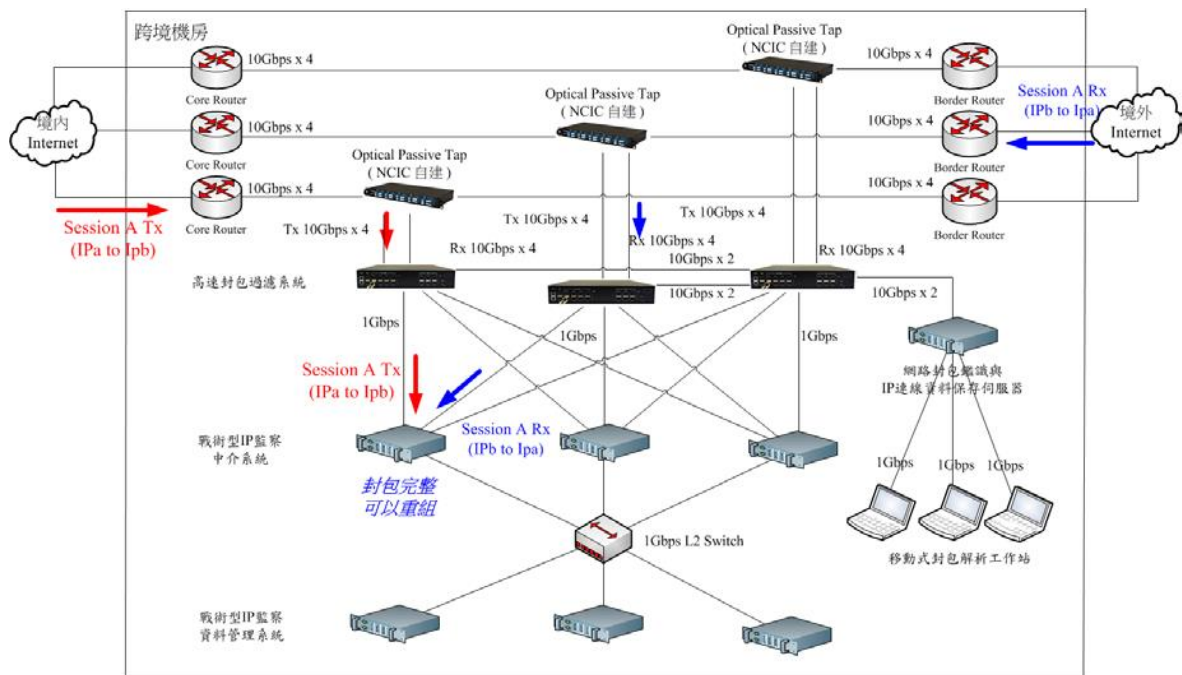 跨境機房
Optical Passive Tap
( NCIC 自建 )
10Gbps x 4
10Gbps x 4
Core Router
Border Router
Optical Passive Tap
( NCIC 自建 )
Session A Rx
(IPb to Ipa)
境內
Internet
10Gbps x 4
10Gbps x 4
境外
Internet
Core Router
Border Router
Optical Passive Tap
( NCIC 自建 )
10Gbps x 4
10Gbps x 4
Session A Tx
(IPa to Ipb)
Core Router
Border Router
Tx 10Gbps x 4
Tx 10Gbps x 4
Tx 10Gbps x 4
Rx 10Gbps x 4
Rx 10Gbps x 4
Rx 10Gbps x 4
10Gbps x 2
高速封包過濾系統
10Gbps x 2
10Gbps x 2
1Gbps
1Gbps
1Gbps
Session A Tx
(IPa to Ipb)
網路封包鑑識與
IP連線資料保存伺服器
戰術型IP監察
中介系統
Session A Rx
(IPb to Ipa)
1Gbps
1Gbps
1Gbps
封包完整
可以重組
1Gbps L2 Switch
移動式封包解析工作站
戰術型IP監察
資料管理系統